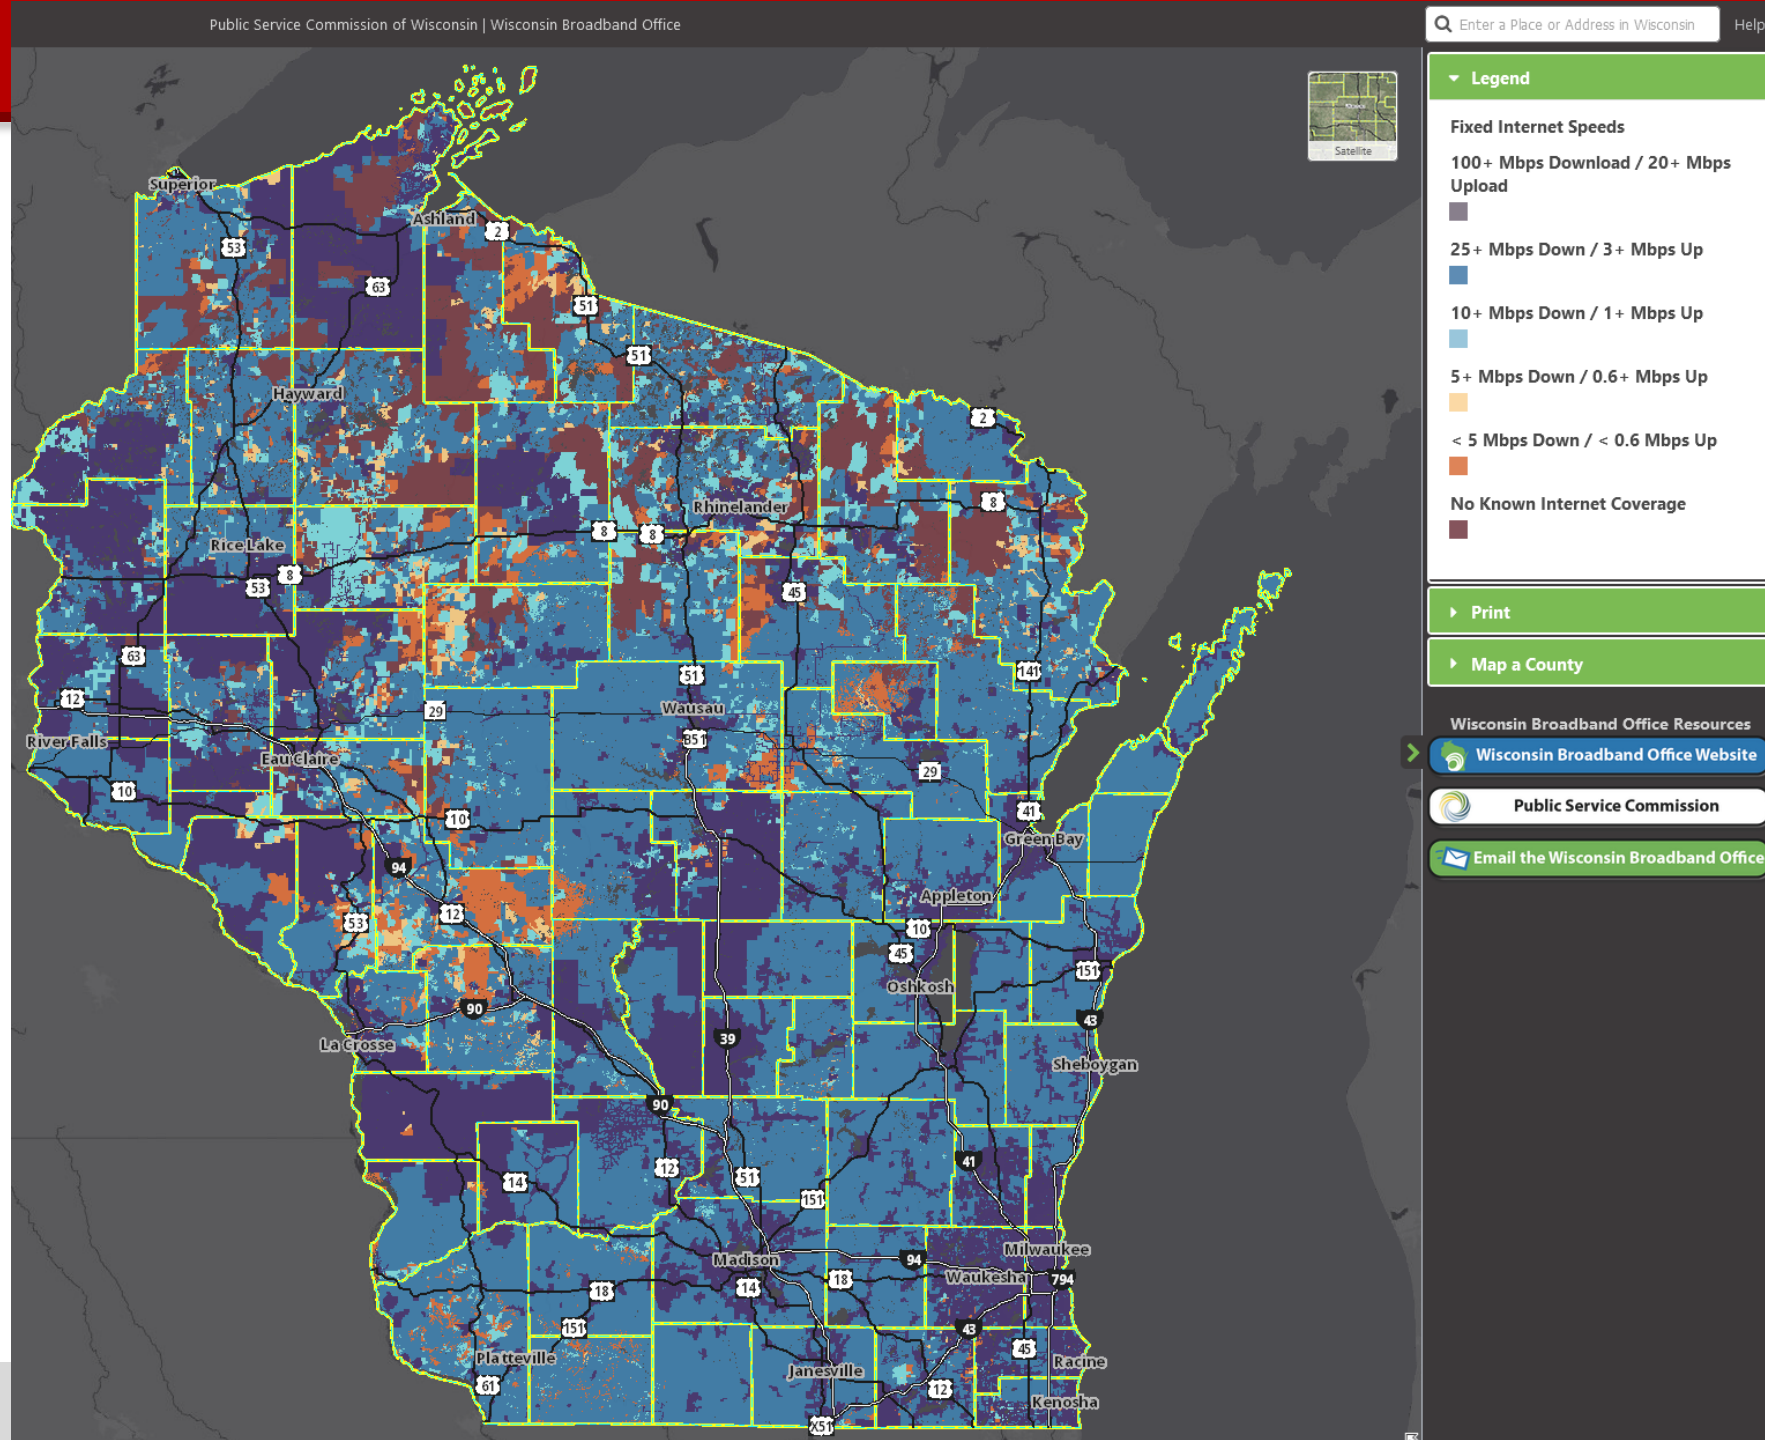 Public Service Commission of Wisconsin | Wisconsin Broadband Office
Enter a Place or Address in Wisconsin
Help
Satellite
Legend
Fixed Internet Speeds
100+ Mbps Download / 20+ Mbps
Upload
25+ Mbps Down / 3+ Mbps Up
10+ Mbps Down / 1+ Mbps Up
5+ Mbps Down / 0.6+ Mbps Up
< 5 Mbps Down / < 0.6 Mbps Up
No Known Internet Coverage
Print
Map a County
Wisconsin Broadband Office Resources
Wisconsin Broadband Office Website
Public Service Commission
Email the Wisconsin Broadband Office
Superior
Ashland
2
53
63
51
51
Hayward
2
8
Rhinelander
8
8
Rice Lake
8
53
45
63
141
51
12
Wausau
29
River Falls
B51
Eau Claire
29
10
41
10
Green Bay
94
Appleton
12
53
10
45
151
Oshkosh
90
43
39
La Crosse
Sheboygan
90
41
12
51
14
151
Milwaukee
Madison
94
Waukesha
794
18
14
18
43
151
45
Platteville
Racine
Janesville
61
12
Kenosha
X51